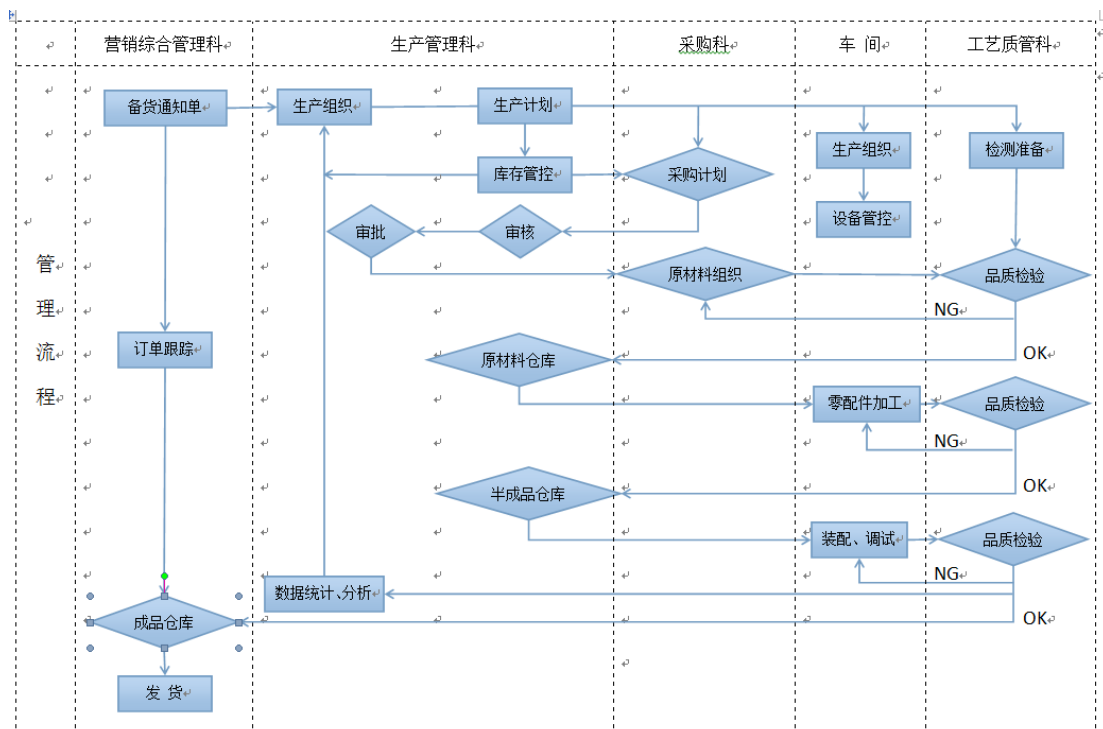 营销综合管理科
生产管理科
采购科
车 间
工艺质管科
备货通知单
生产组织
生产计划
生产组织
检测准备
库存管控
采购计划
设备管控
审批
审核
管
理
流
程
原材料组织
品质检验
NG
订单跟踪
原材料仓库
OK
零配件加工
品质检验
NG
半成品仓库
OK
装配、调试
品质检验
NG
数据统计、分析
成品仓库
OK
发 货